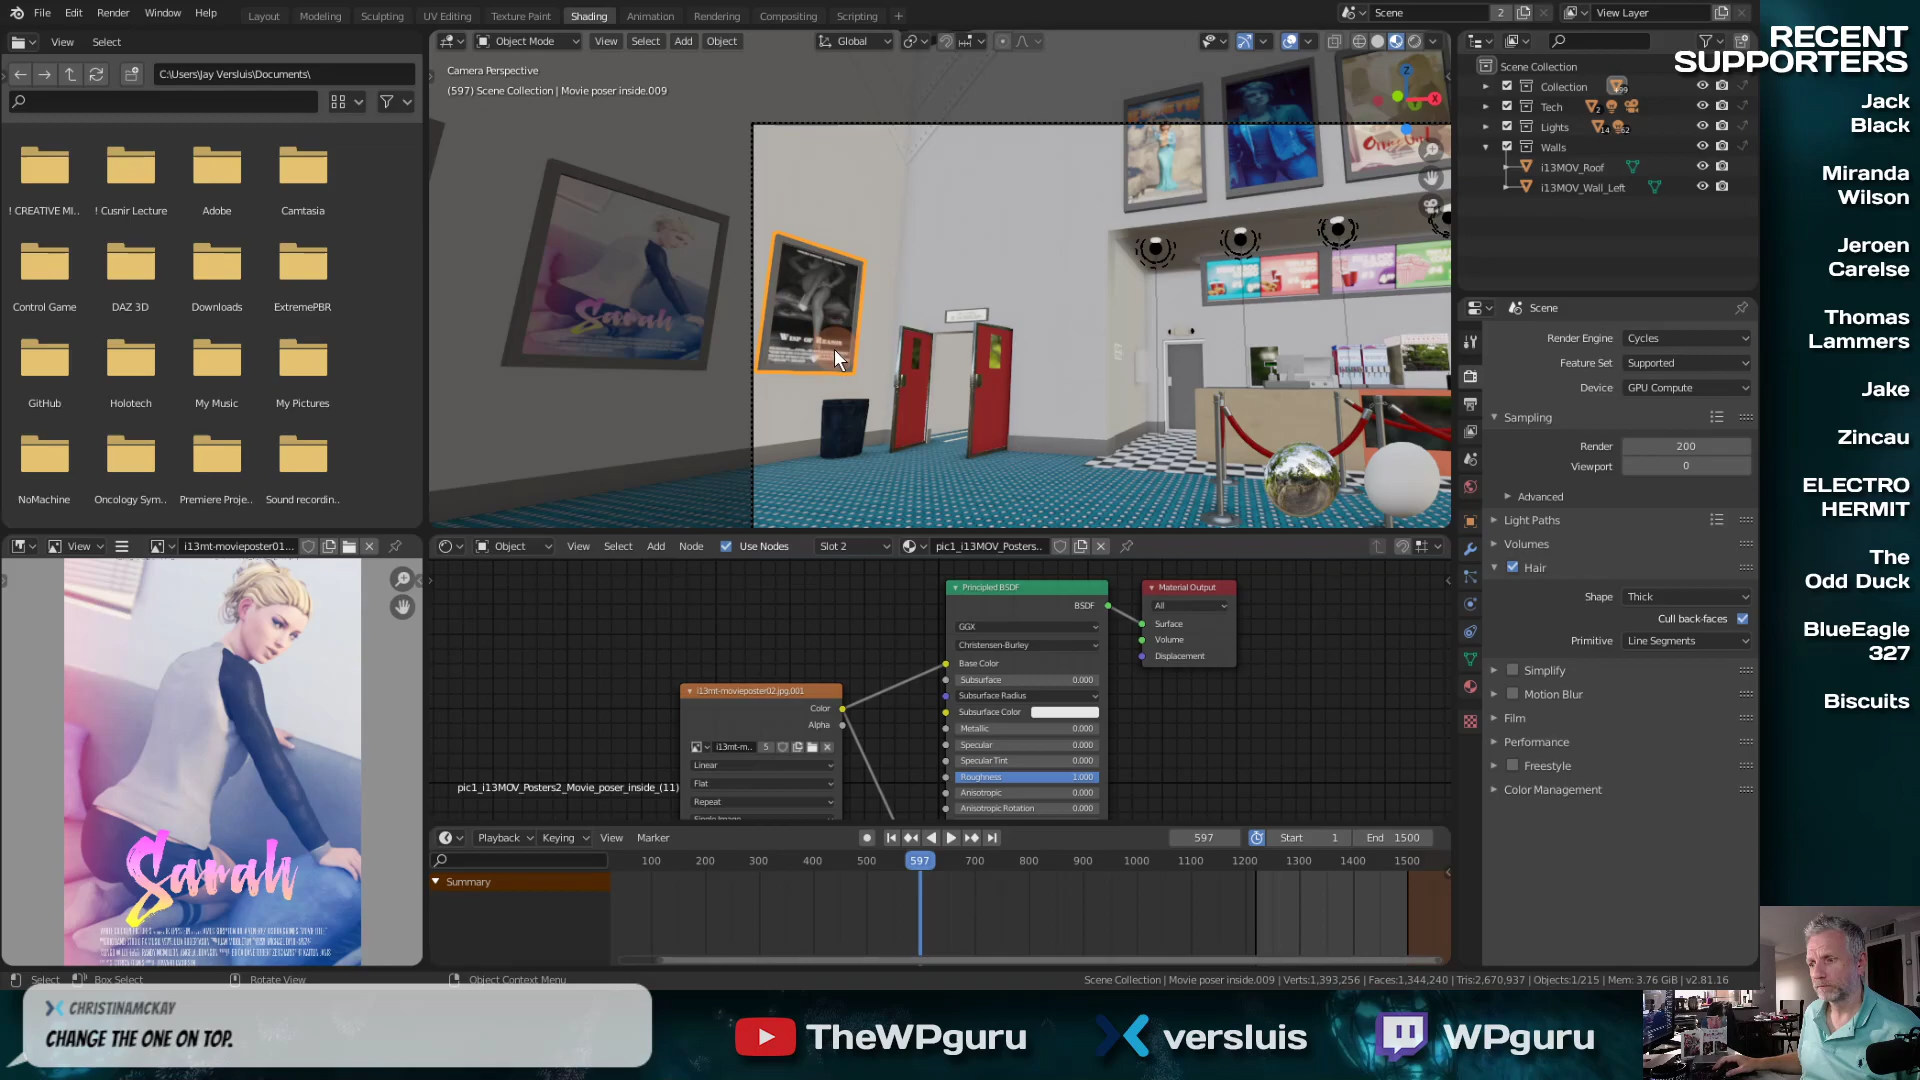 File Edit Render Window Help
Layout Modeling Sculpting UV Editing Texture Paint Shading Animation Rendering Compositing Scripting +
Scene 2 View Layer
View Select
C:\Users\Jay Versluis\Documents\
! CREATIVE MI.. ! Cusnir Lecture Adobe Camtasia
Control Game DAZ 3D Downloads ExtremePBR
GitHub Holotech My Music My Pictures
NoMachine Oncology Sym.. Premiere Proje.. Sound recordin..
Object Mode View Select Add Object Global
Camera Perspective
(597) Scene Collection | Movie poser inside.009
Sarah
WISP OF REASON
Z
X
Scene Collection
Collection 499
Tech 2
Lights 14 62
Walls
i13MOV_Roof
i13MOV_Wall_Left
Scene
Render Engine Cycles
Feature Set Supported
Device GPU Compute
Sampling
Render 200
Viewport 0
Advanced
Light Paths
Volumes
Hair
Shape Thick
Cull back-faces
Primitive Line Segments
Simplify
Motion Blur
Film
Performance
Freestyle
Color Management
View i13mt-movieposter01...
Sarah
Object View Select Add Node Use Nodes Slot 2 pic1_i13MOV_Posters..
Principled BSDF
BSDF
GGX
Christensen-Burley
Base Color
Subsurface 0.000
Subsurface Radius
Subsurface Color
Metallic 0.000
Specular 0.000
Specular Tint 0.000
Roughness 1.000
Anisotropic 0.000
Anisotropic Rotation 0.000
Material Output
All
Surface
Volume
Displacement
i13mt-movieposter02.jpg.001
Color
Alpha
i13mt-m.. 5
Linear
Flat
Repeat
Single Image
pic1_i13MOV_Posters2_Movie_poser_inside_(11)
Playback Keying View Marker 597 Start 1 End 1500
100 200 300 400 500 597 700 800 900 1000 1100 1200 1300 1400 1500
Summary
Select Box Select Rotate View Object Context Menu
Scene Collection | Movie poser inside.009 | Verts:1,393,256 | Faces:1,344,240 | Tris:2,670,937 | Objects:1/215 | Mem: 3.76 GiB | v2.81.16
RECENT
SUPPORTERS
Jack
Black
Miranda
Wilson
Jeroen
Carelse
Thomas
Lammers
Jake
Zincau
ELECTRO
HERMIT
The
Odd Duck
BlueEagle
327
Biscuits
CHRISTINAMCKAY
CHANGE THE ONE ON TOP.
TheWPguru versluis WPguru